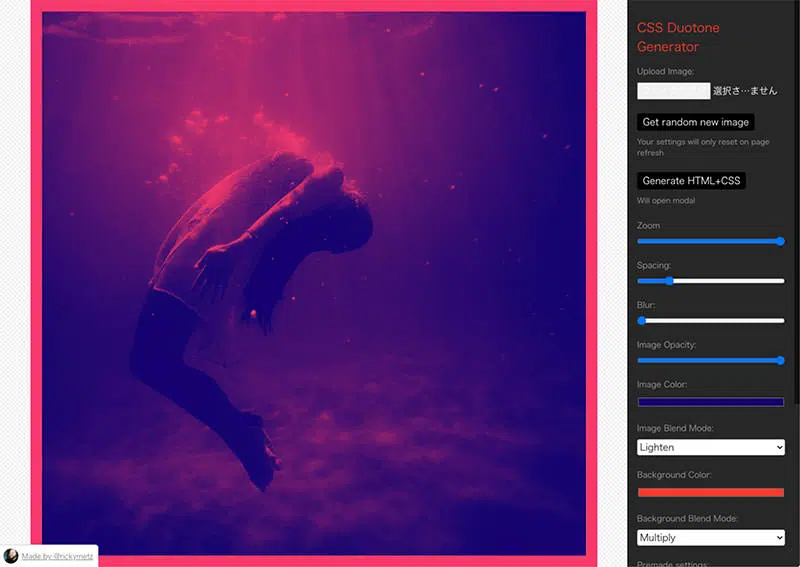 CSS Duotone
Generator
Upload Image:
選択さ…ません
Get random new image
Your settings will only reset on page
refresh
Generate HTML+CSS
Will open modal
Zoom
Spacing:
Blur:
Image Opacity:
Image Color:
Image Blend Mode:
Lighten
Background Color:
Background Blend Mode:
Multiply
Premade settings:
Made by @rickymetz